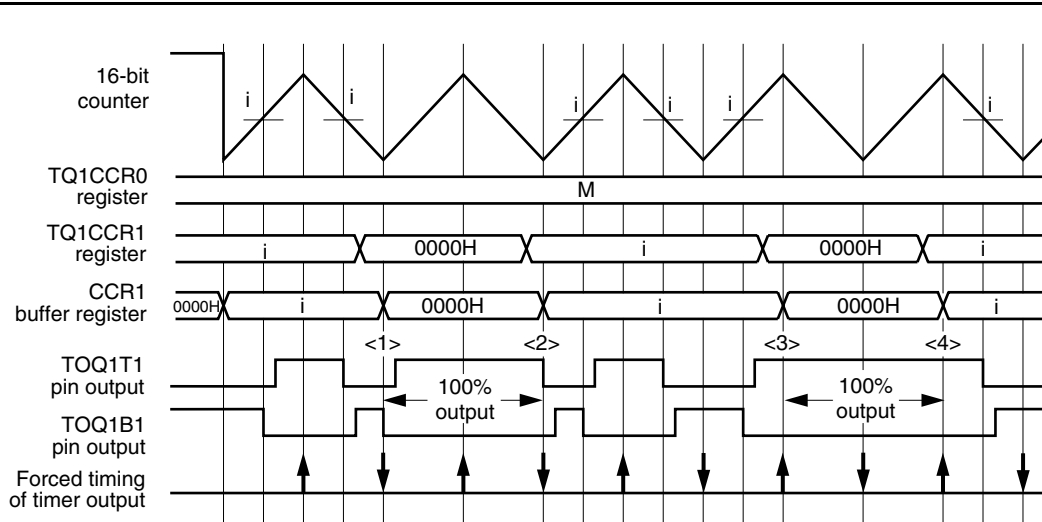 16-bit
counter
i
i
i
i
i
i
TQ1CCR0
register
M
TQ1CCR1
register
i
0000H
i
0000H
i
CCR1
buffer register
0000H
i
0000H
i
0000H
i
<1>
<2>
<3>
<4>
TOQ1T1
pin output
100%
output
100%
output
TOQ1B1
pin output
Forced timing
of timer output